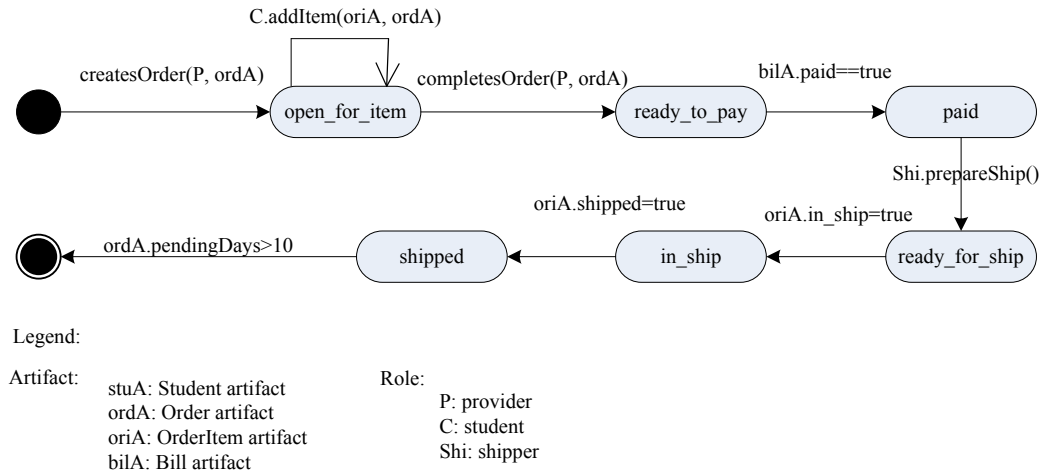 C.addItem(oriA, ordA)
createsOrder(P, ordA)
completesOrder(P, ordA)
bilA.paid==true
open_for_item
ready_to_pay
paid
Shi.prepareShip()
oriA.shipped=true
oriA.in_ship=true
ordA.pendingDays>10
shipped
in_ship
ready_for_ship
Legend:
Artifact:
stuA: Student artifact
ordA: Order artifact
oriA: OrderItem artifact
bilA: Bill artifact
Role:
P: provider
C: student
Shi: shipper